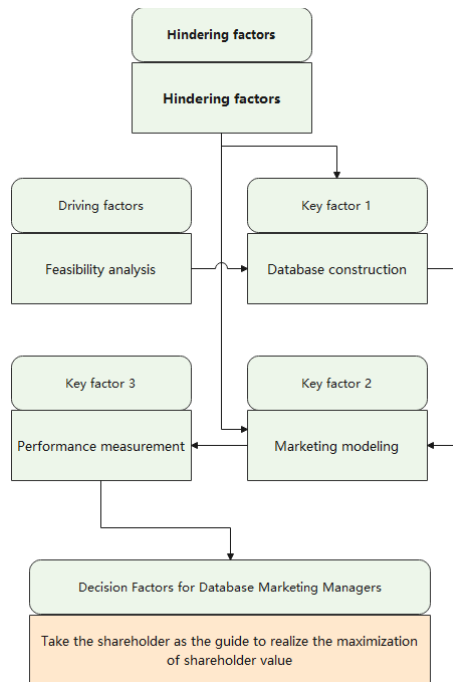 Hindering factors
Hindering factors
Driving factors
Feasibility analysis
Key factor 1
Database construction
Key factor 3
Performance measurement
Key factor 2
Marketing modeling
Decision Factors for Database Marketing Managers
Take the shareholder as the guide to realize the maximization
of shareholder value